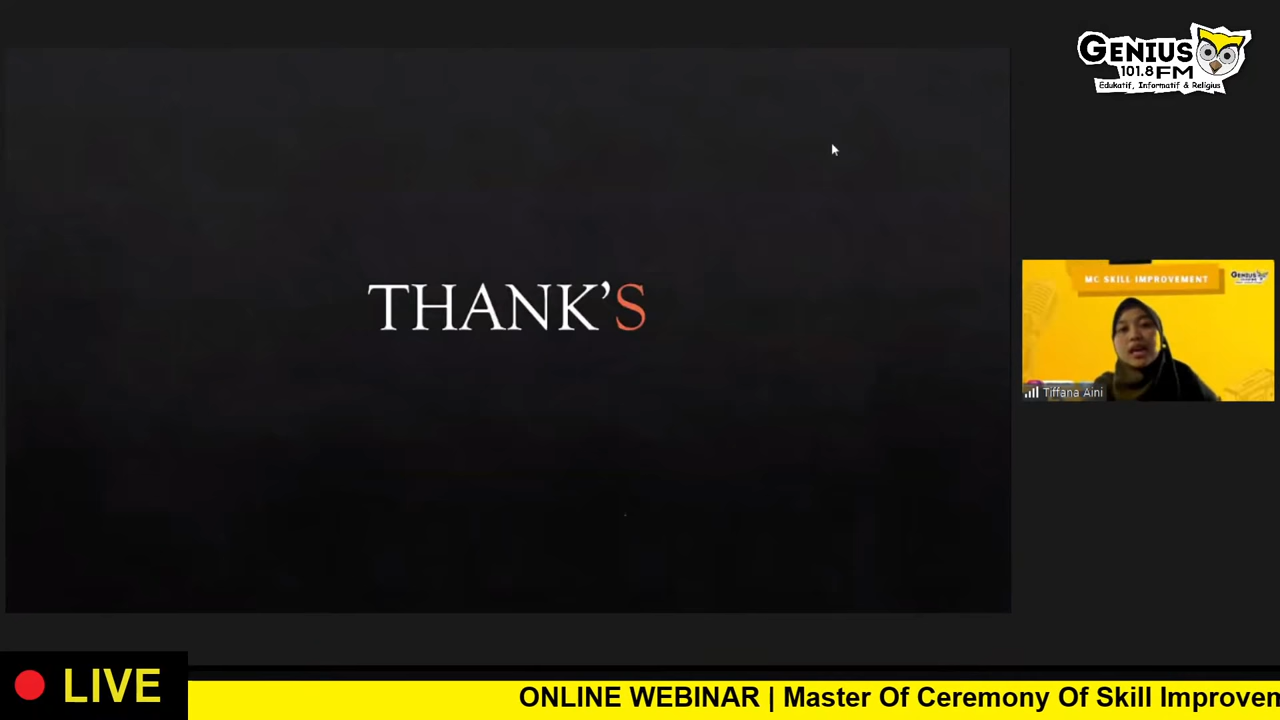 GENIUS
101.8 FM
Edukatif, Informatif & Religius
THANK’S
MC SKILL IMPROVEMENT
GENIUS
Tiffana Aini
LIVE
ONLINE WEBINAR | Master Of Ceremony Of Skill Improven